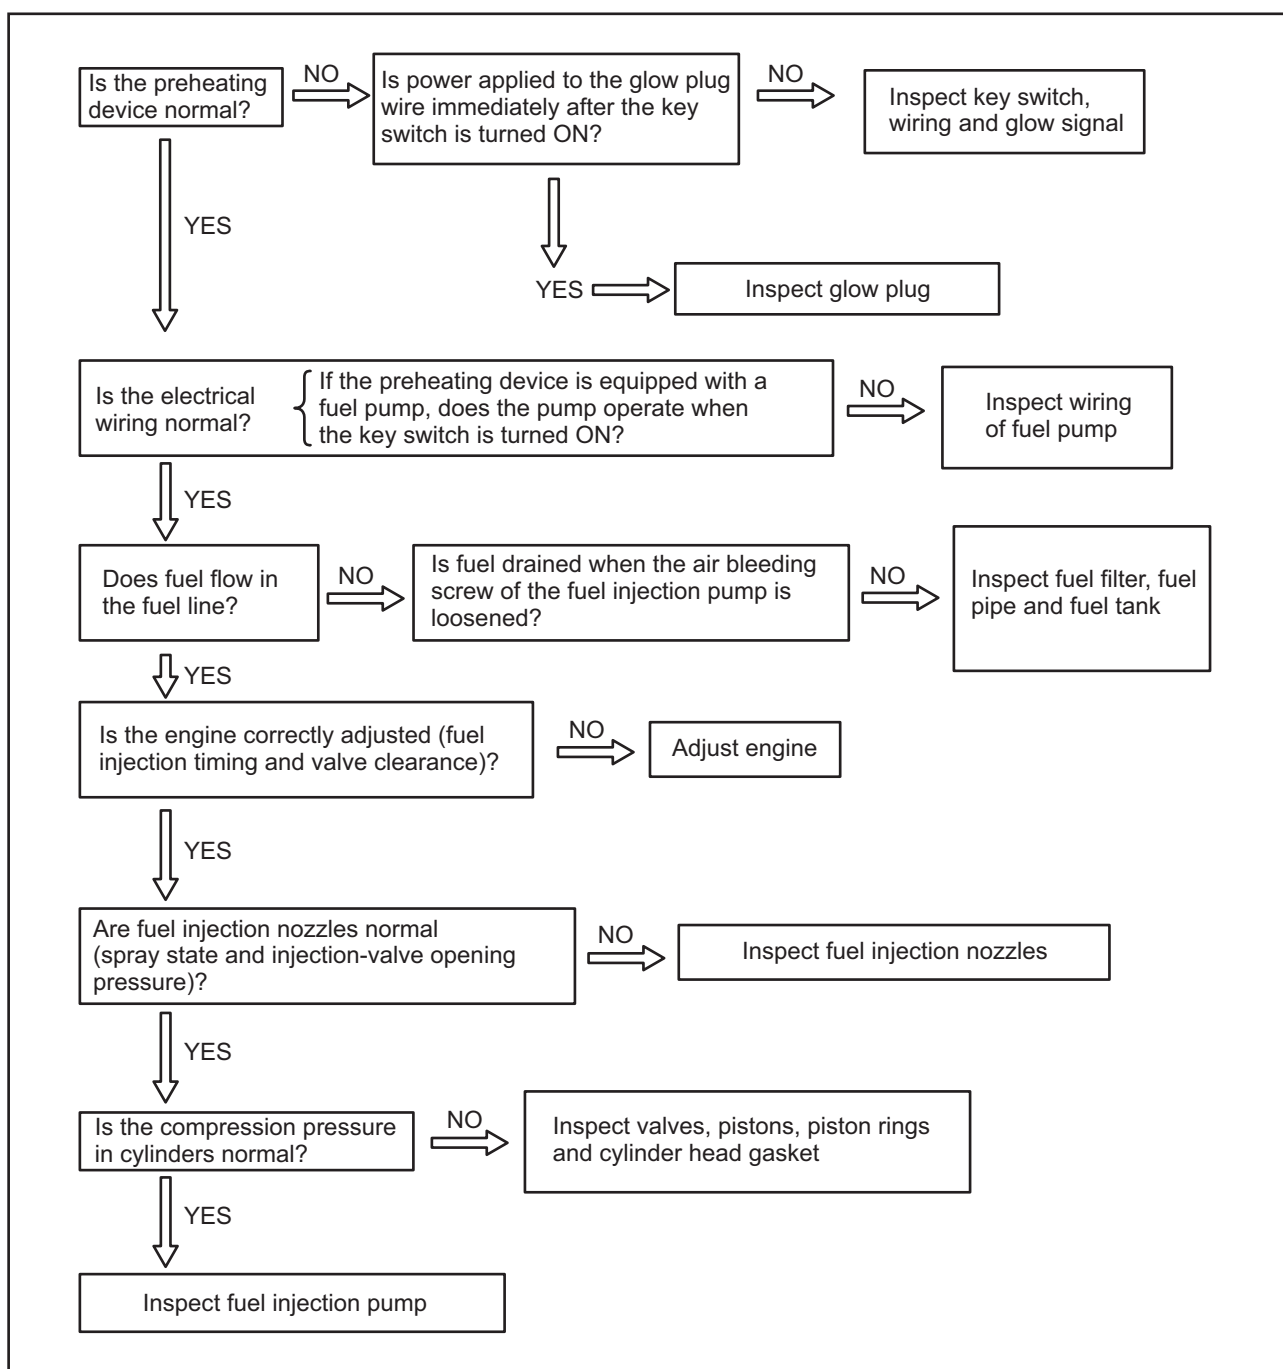 Is the preheating
device normal?
NO
Is power applied to the glow plug
wire immediately after the key
switch is turned ON?
NO
Inspect key switch,
wiring and glow signal
YES
YES
Inspect glow plug
Is the electrical
wiring normal?
If the preheating device is equipped with a
fuel pump, does the pump operate when
the key switch is turned ON?
NO
Inspect wiring
of fuel pump
YES
Does fuel flow in
the fuel line?
NO
Is fuel drained when the air bleeding
screw of the fuel injection pump is
loosened?
NO
Inspect fuel filter, fuel
pipe and fuel tank
YES
Is the engine correctly adjusted (fuel
injection timing and valve clearance)?
NO
Adjust engine
YES
Are fuel injection nozzles normal
(spray state and injection-valve opening
pressure)?
NO
Inspect fuel injection nozzles
YES
Is the compression pressure
in cylinders normal?
NO
Inspect valves, pistons, piston rings
and cylinder head gasket
YES
Inspect fuel injection pump